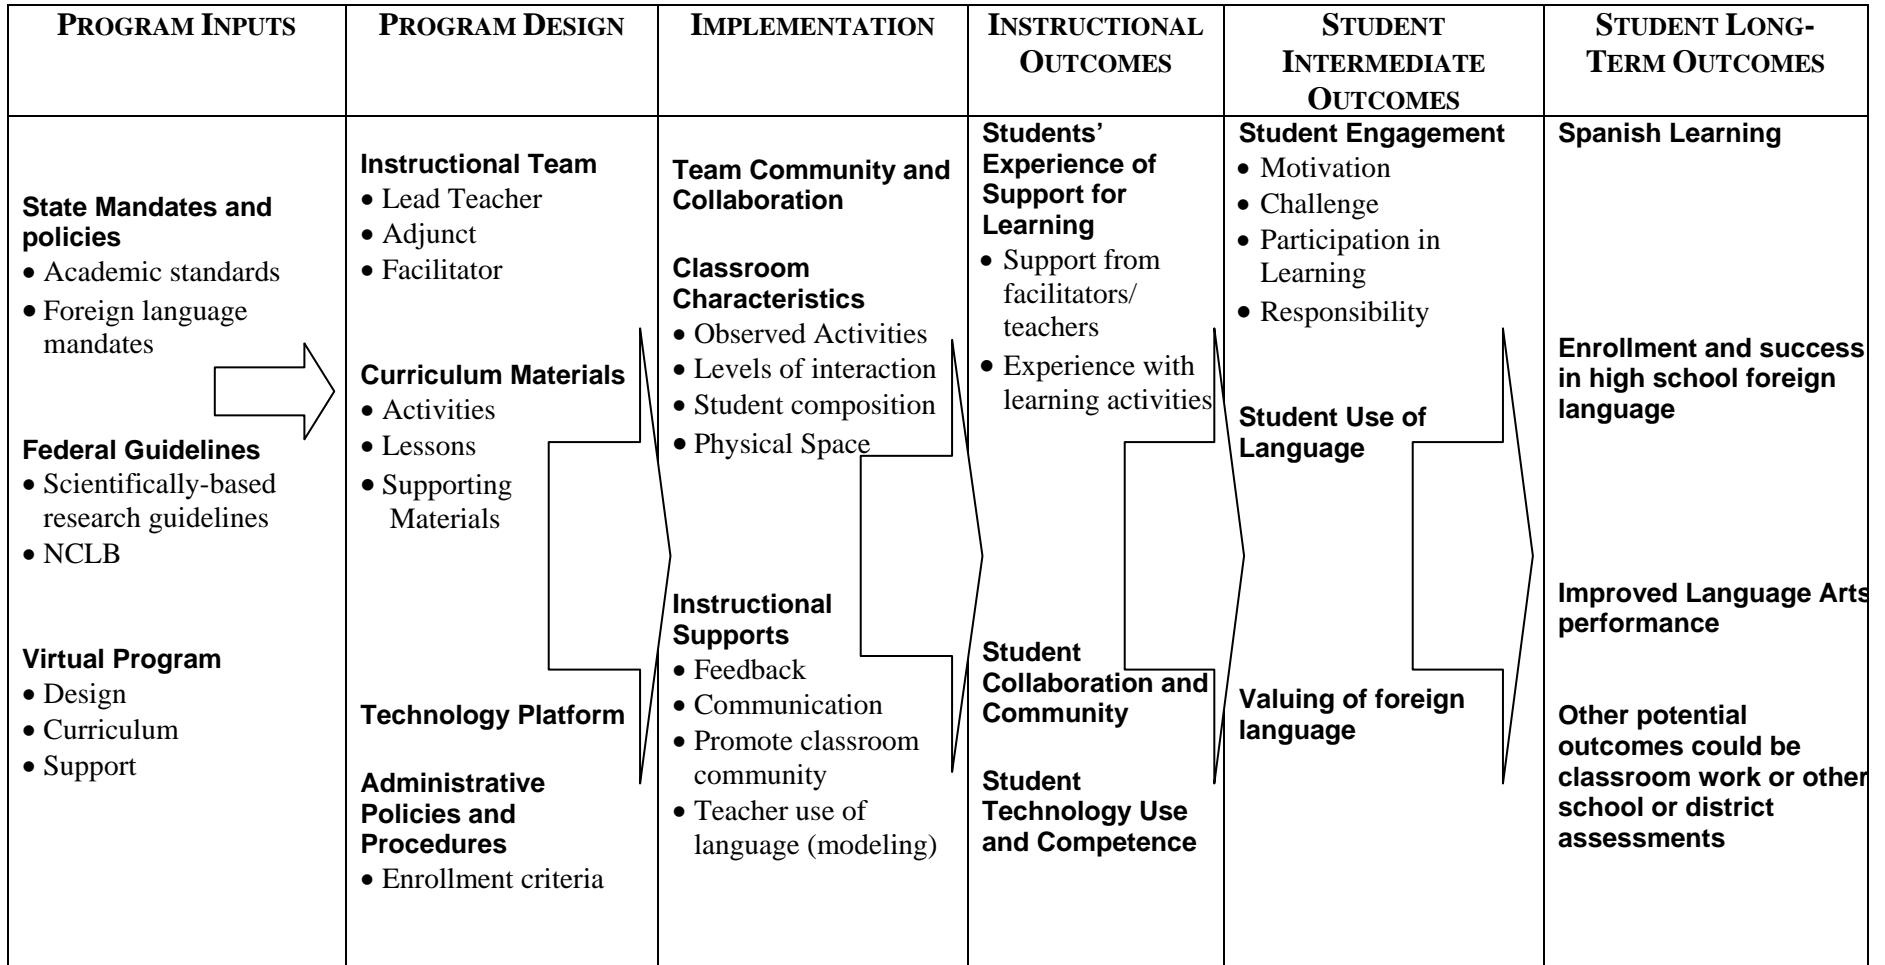 PROGRAM INPUTS
PROGRAM DESIGN
IMPLEMENTATION
INSTRUCTIONAL
OUTCOMES
STUDENT
INTERMEDIATE
OUTCOMES
STUDENT LONG-
TERM OUTCOMES
State Mandates and
policies
• Academic standards
• Foreign language
mandates
Federal Guidelines
• Scientifically-based
research guidelines
• NCLB
Virtual Program
• Design
• Curriculum
• Support
Instructional Team
• Lead Teacher
• Adjunct
• Facilitator
Curriculum Materials
• Activities
• Lessons
• Supporting
Materials
Technology Platform
Administrative
Policies and
Procedures
• Enrollment criteria
Team Community and
Collaboration
Classroom
Characteristics
• Observed Activities
• Levels of interaction
• Student composition
• Physical Space
Instructional
Supports
• Feedback
• Communication
• Promote classroom
community
• Teacher use of
language (modeling)
Students’
Experience of
Support for
Learning
• Support from
facilitators/
teachers
• Experience with
learning activities
Student
Collaboration and
Community
Student
Technology Use
and Competence
Student Engagement
• Motivation
• Challenge
• Participation in
Learning
• Responsibility
Student Use of
Language
Valuing of foreign
language
Spanish Learning
Enrollment and success
in high school foreign
language
Improved Language Arts
performance
Other potential
outcomes could be
classroom work or other
school or district
assessments